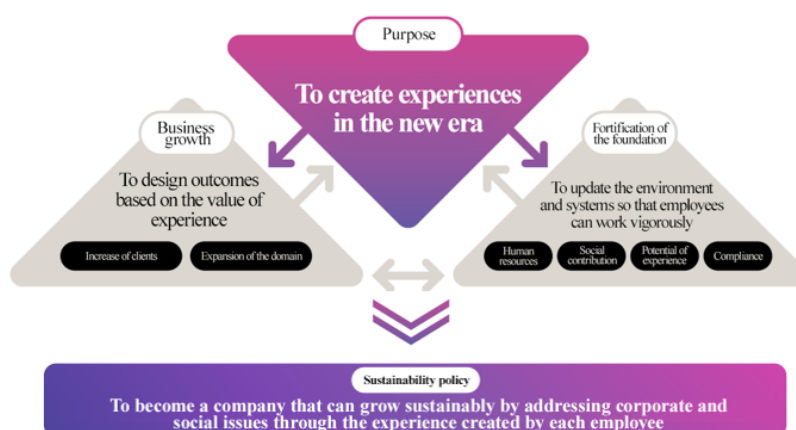 Purpose
To create experiences
in the new era
Business
growth
To design outcomes
based on the value of
experience
Increase of clients
Expansion of the domain
Fortification of
the foundation
To update the environment
and systems so that employees
can work vigorously
Human
resources
Social
contribution
Potential of
experience
Compliance
Sustainability policy
To become a company that can grow sustainably by addressing corporate and
social issues through the experience created by each employee